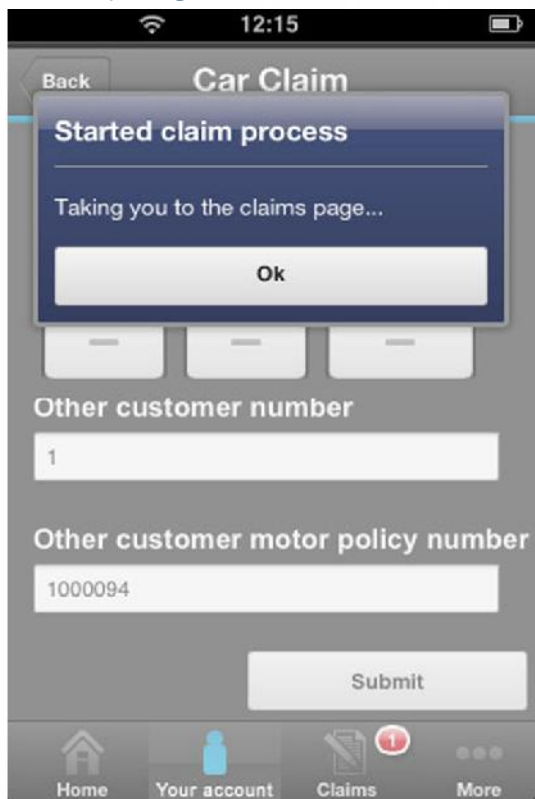 12:15
Back
Car Claim
Started claim process
Taking you to the claims page...
Ok
Other customer number
1
Other customer motor policy number
1000094
Submit
1
Home Your account Claims More